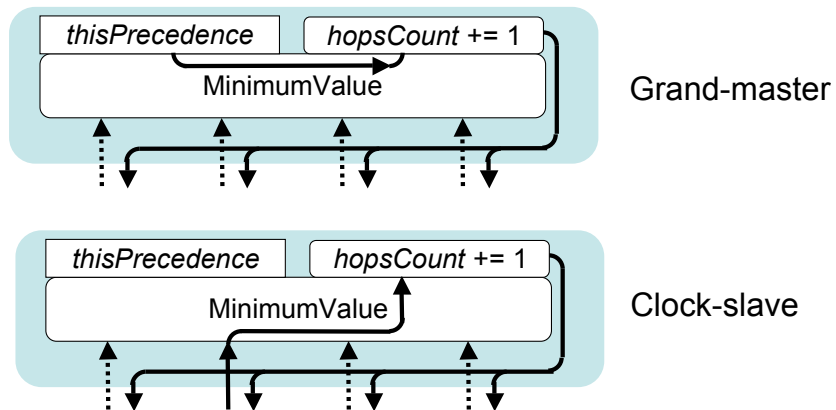 thisPrecedence hopsCount += 1
MinimumValue
Grand-master
thisPrecedence hopsCount += 1
MinimumValue
Clock-slave